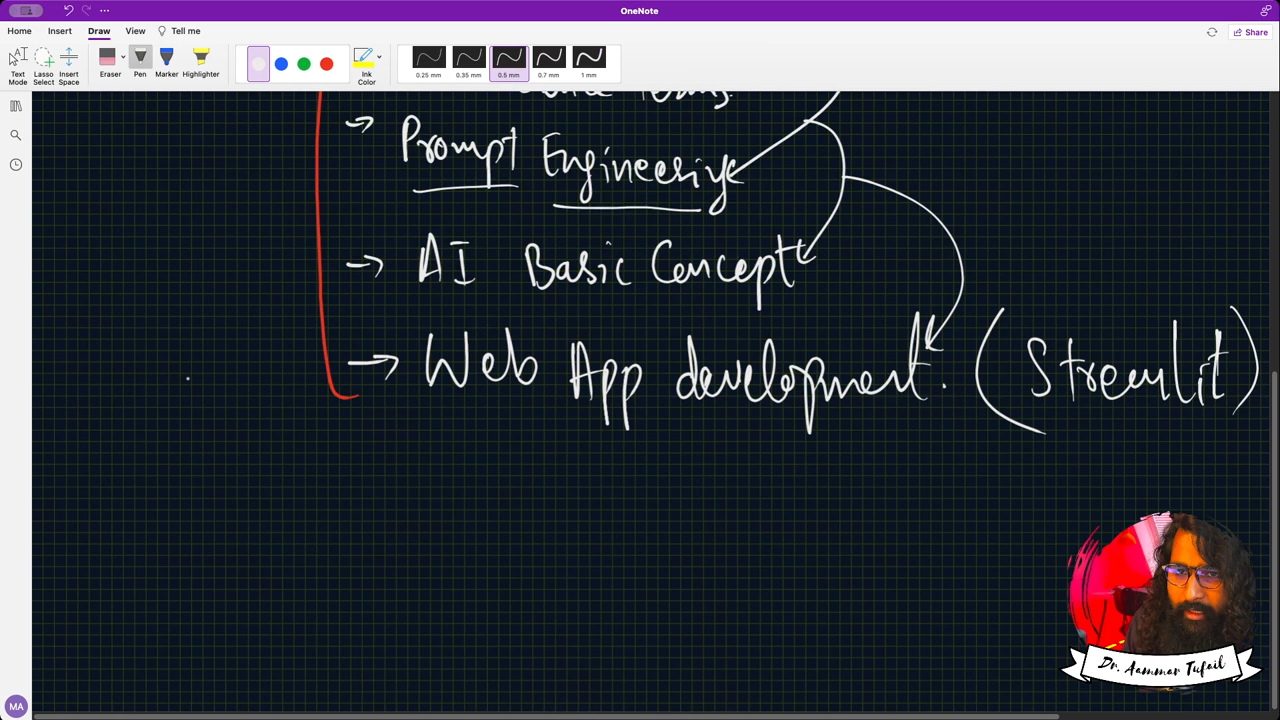 OneNote
Home Insert Draw View Tell me Share
Text Mode Lasso Select Insert Space Eraser Pen Marker Highlighter Ink Color 0.25 mm 0.35 mm 0.5 mm 0.7 mm 1 mm
→ Prompt Engineering
→ AI Basic Concept
→ Web App development. (Stremlit)
Dr. Aammar Tufail
MA